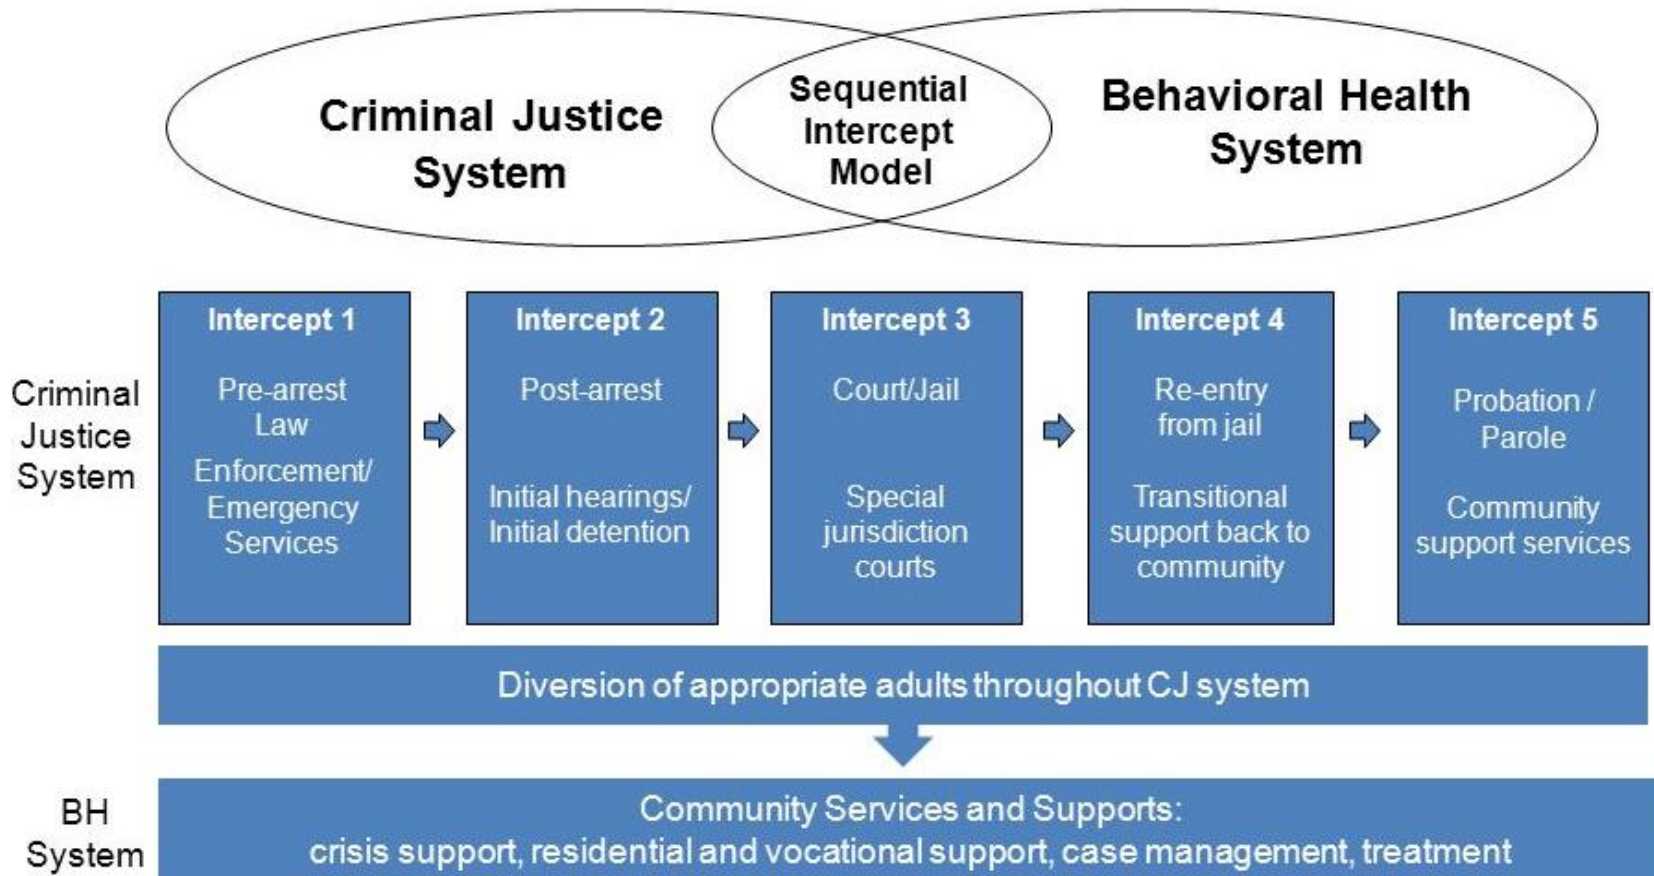 Criminal Justice
System
Sequential
Intercept
Model
Behavioral Health
System
Criminal
Justice
System
Intercept 1
Pre-arrest
Law
Enforcement/
Emergency
Services
Intercept 2
Post-arrest
Initial hearings/
Initial detention
Intercept 3
Court/Jail
Special
jurisdiction
courts
Intercept 4
Re-entry
from jail
Transitional
support back to
community
Intercept 5
Probation /
Parole
Community
support services
Diversion of appropriate adults throughout CJ system
BH
System
Community Services and Supports:
crisis support, residential and vocational support, case management, treatment